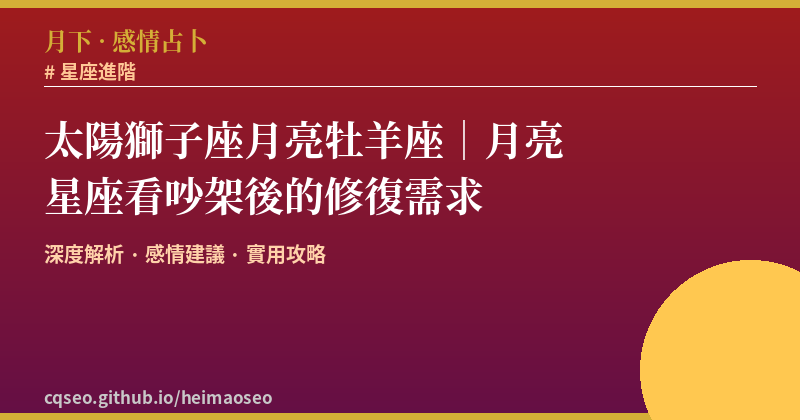 月下 · 感情占卜
# 星座進階
太陽獅子座月亮牡羊座｜月亮
星座看吵架後的修復需求
深度解析 · 感情建議 · 實用攻略
cqseo.github.io/heimaoseo